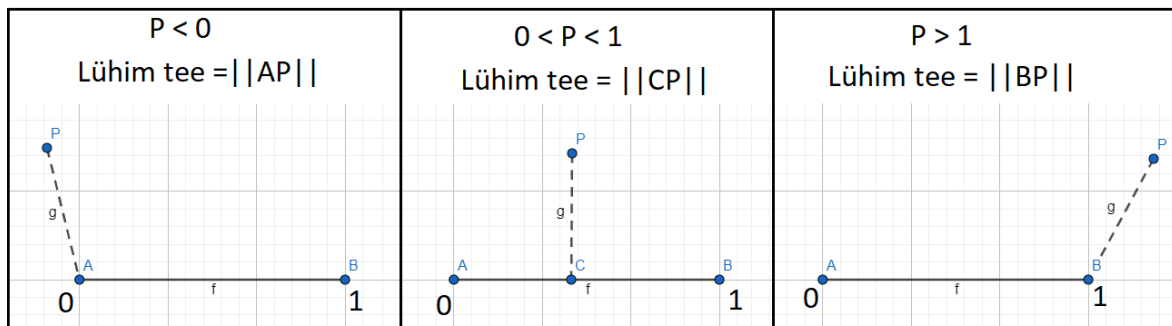 P < 0
Lühim tee =||AP||
P
g
A
B
f
0
1
0 < P < 1
Lühim tee = ||CP||
P
g
A
C
B
f
0
1
P > 1
Lühim tee = ||BP||
P
g
A
B
f
0
1